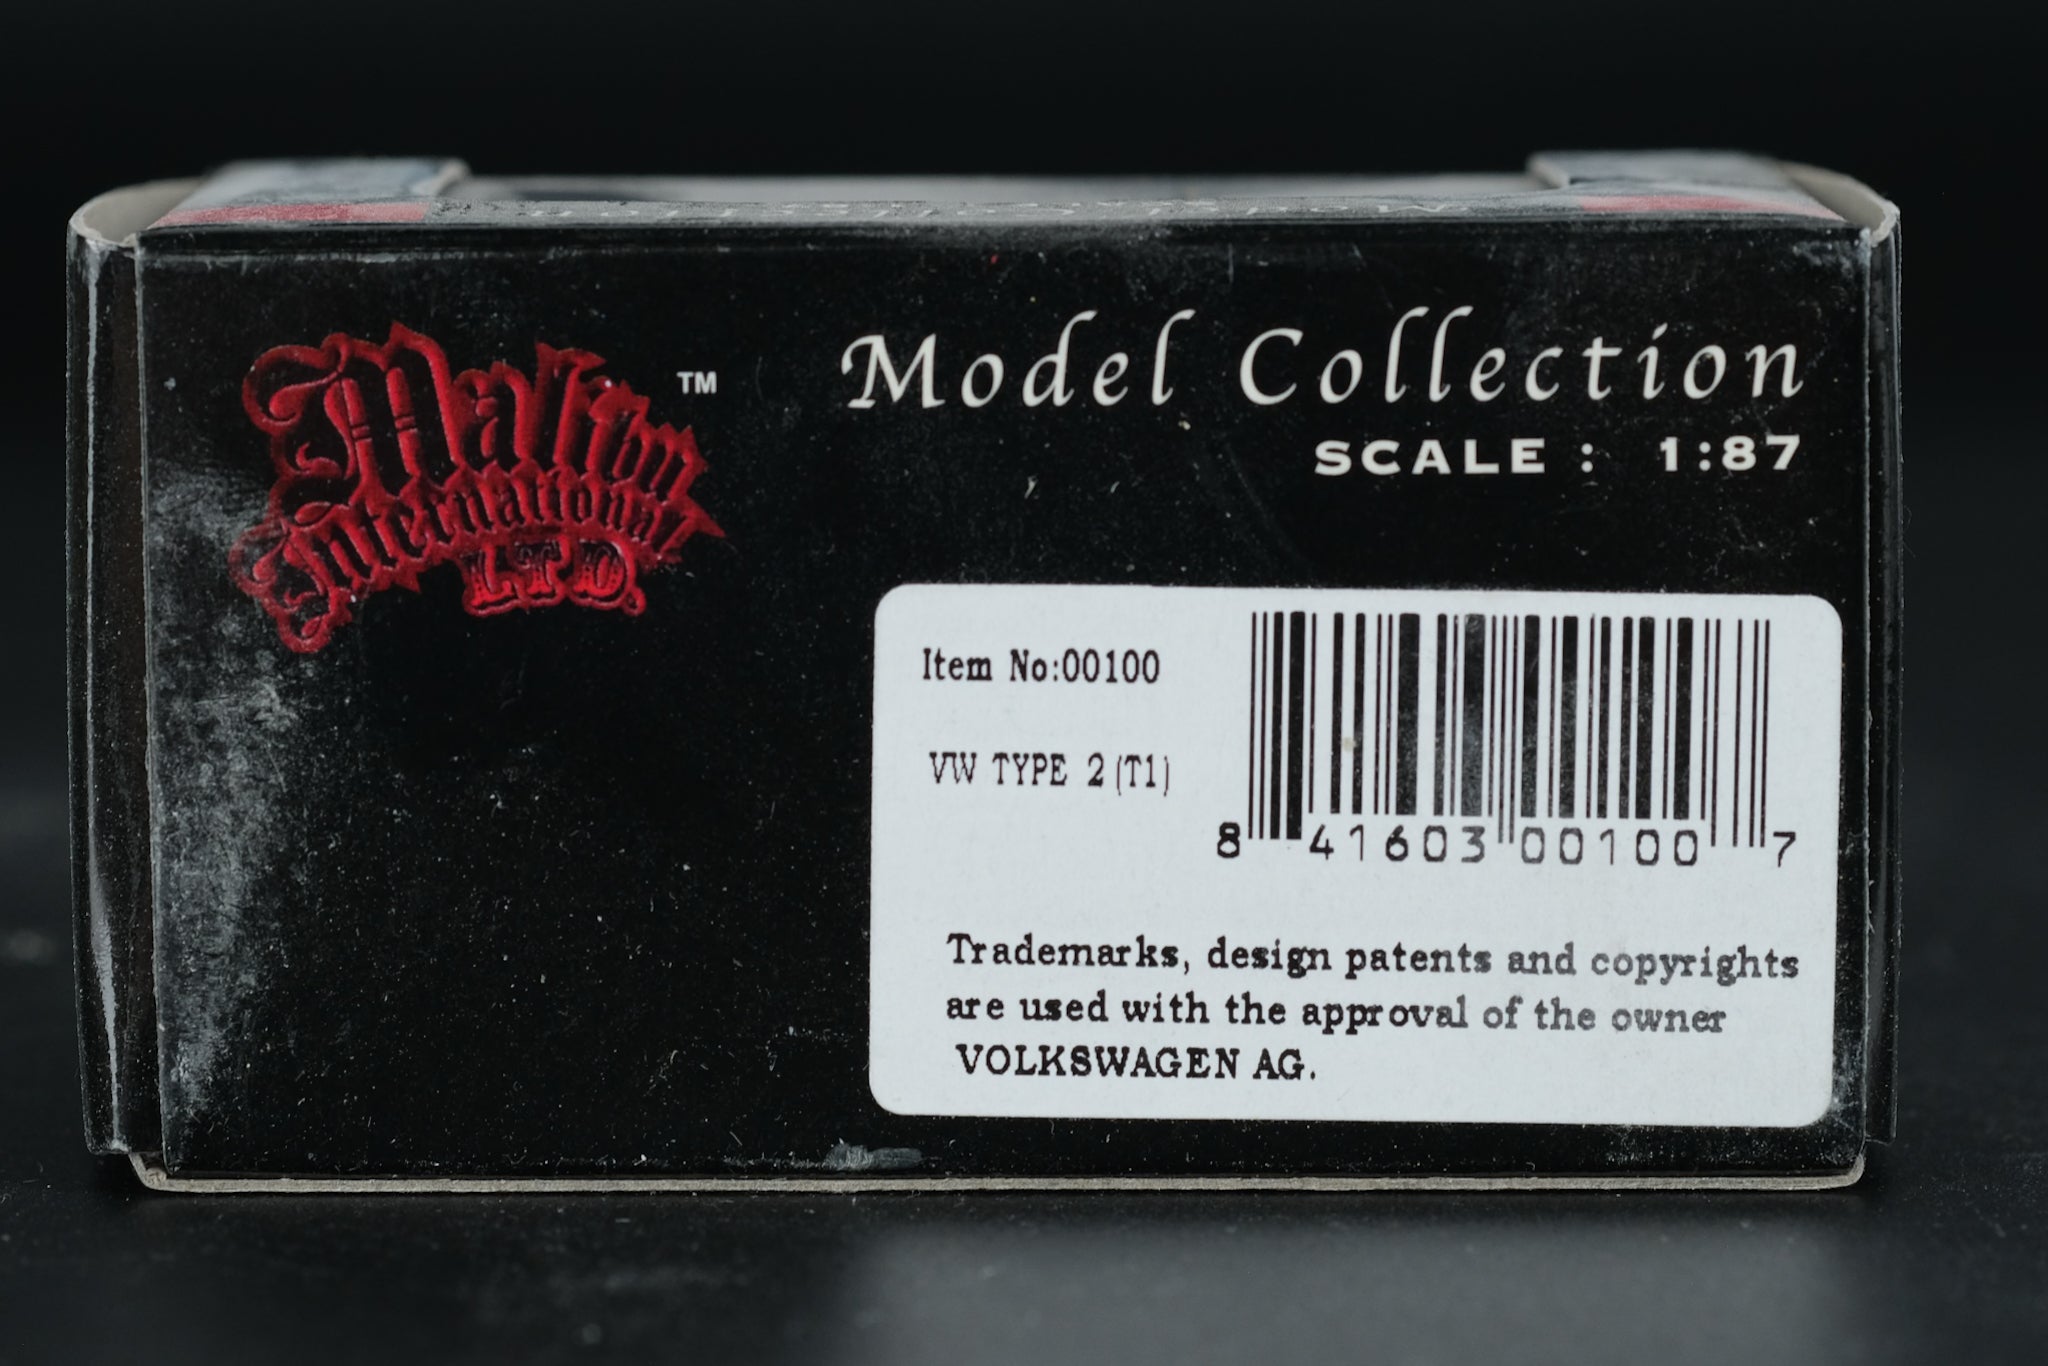 Malibu
International
LTD.
TM
Model Collection
SCALE : 1:87
Item No:00100
VW TYPE 2 (T1)
8 41603 00100 7
Trademarks, design patents and copyrights
are used with the approval of the owner
VOLKSWAGEN AG.